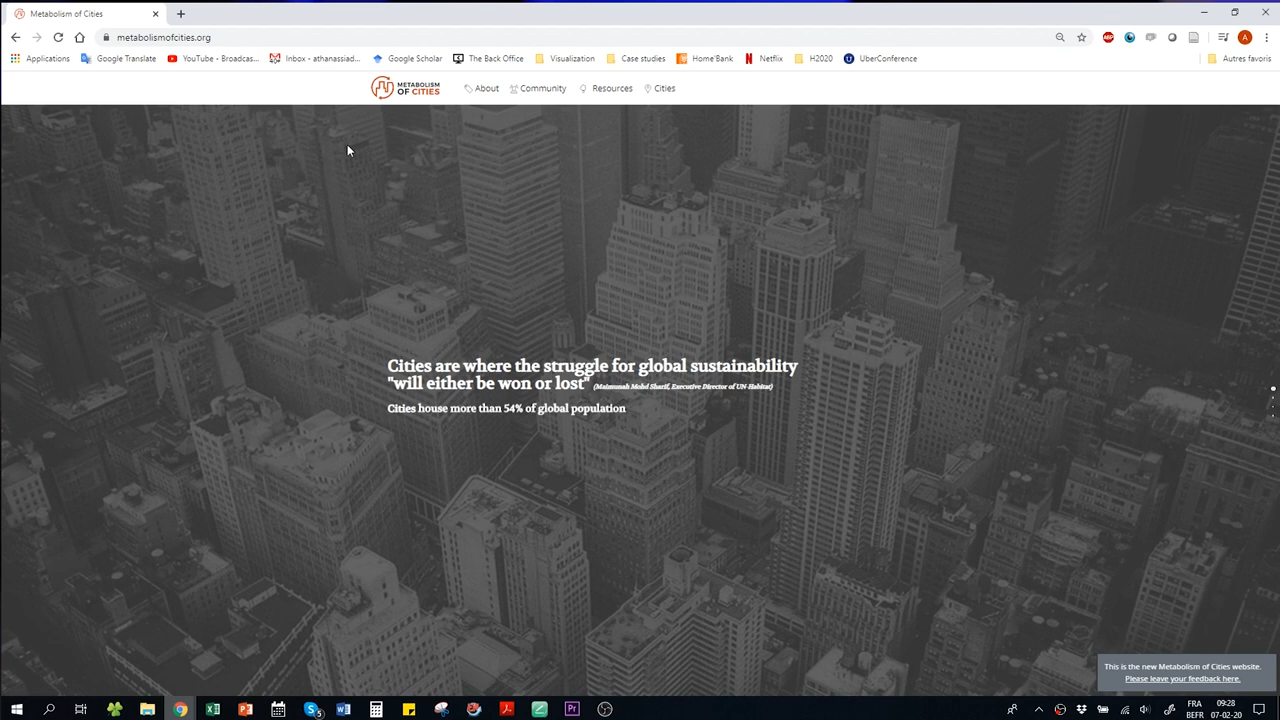 Metabolism of Cities
metabolismofcities.org
Applications
Google Translate
YouTube - Broadcas...
Inbox - athanassiad...
Google Scholar
The Back Office
Visualization
Case studies
Home'Bank
Netflix
H2020
UberConference
Autres favoris
METABOLISM
OF CITIES
About
Community
Resources
Cities
Cities are where the struggle for global sustainability
"will either be won or lost" (Maimunah Mohd Sharif, Executive Director of UN-Habitat)
Cities house more than 54% of global population
This is the new Metabolism of Cities website.
Please leave your feedback here.
FRA
BEFR
09:28
07-02-20